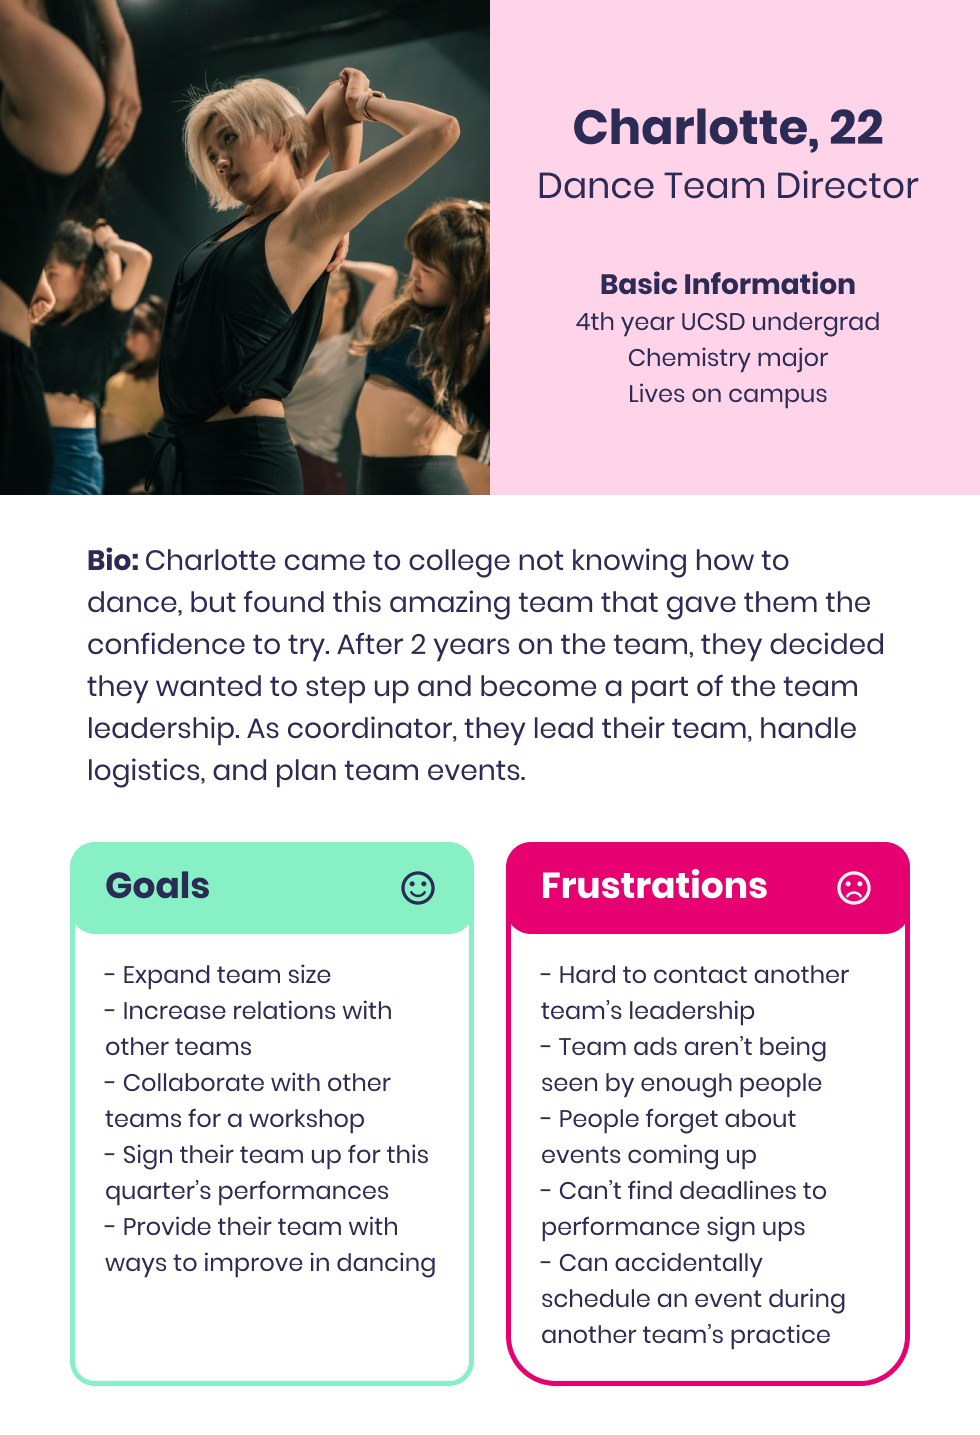 Charlotte, 22
Dance Team Director
Basic Information
4th year UCSD undergrad
Chemistry major
Lives on campus
Bio: Charlotte came to college not knowing how to
dance, but found this amazing team that gave them the
confidence to try. After 2 years on the team, they decided
they wanted to step up and become a part of the team
leadership. As coordinator, they lead their team, handle
logistics, and plan team events.
Goals
- Expand team size
- Increase relations with
other teams
- Collaborate with other
teams for a workshop
- Sign their team up for this
quarter’s performances
- Provide their team with
ways to improve in dancing
Frustrations
- Hard to contact another
team’s leadership
- Team ads aren’t being
seen by enough people
- People forget about
events coming up
- Can’t find deadlines to
performance sign ups
- Can accidentally
schedule an event during
another team’s practice